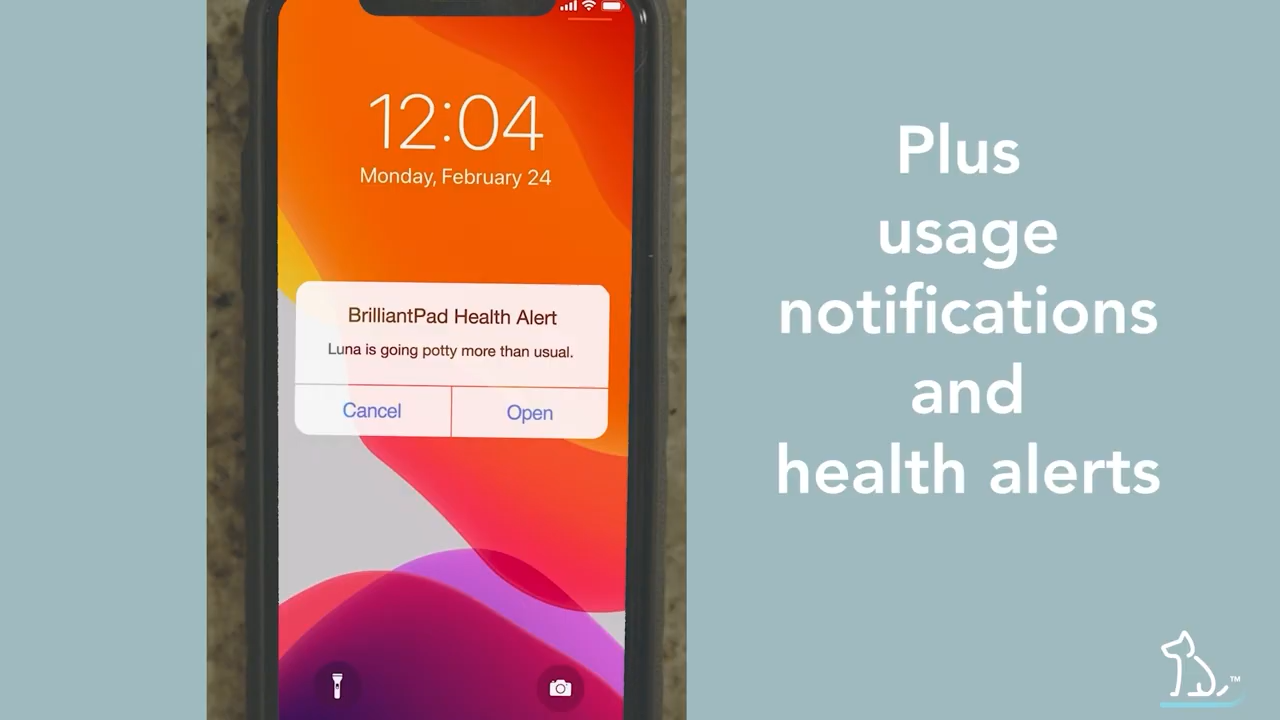 12:04
Monday, February 24
BrilliantPad Health Alert
Luna is going potty more than usual.
Cancel
Open
Plus
usage
notifications
and
health alerts
TM